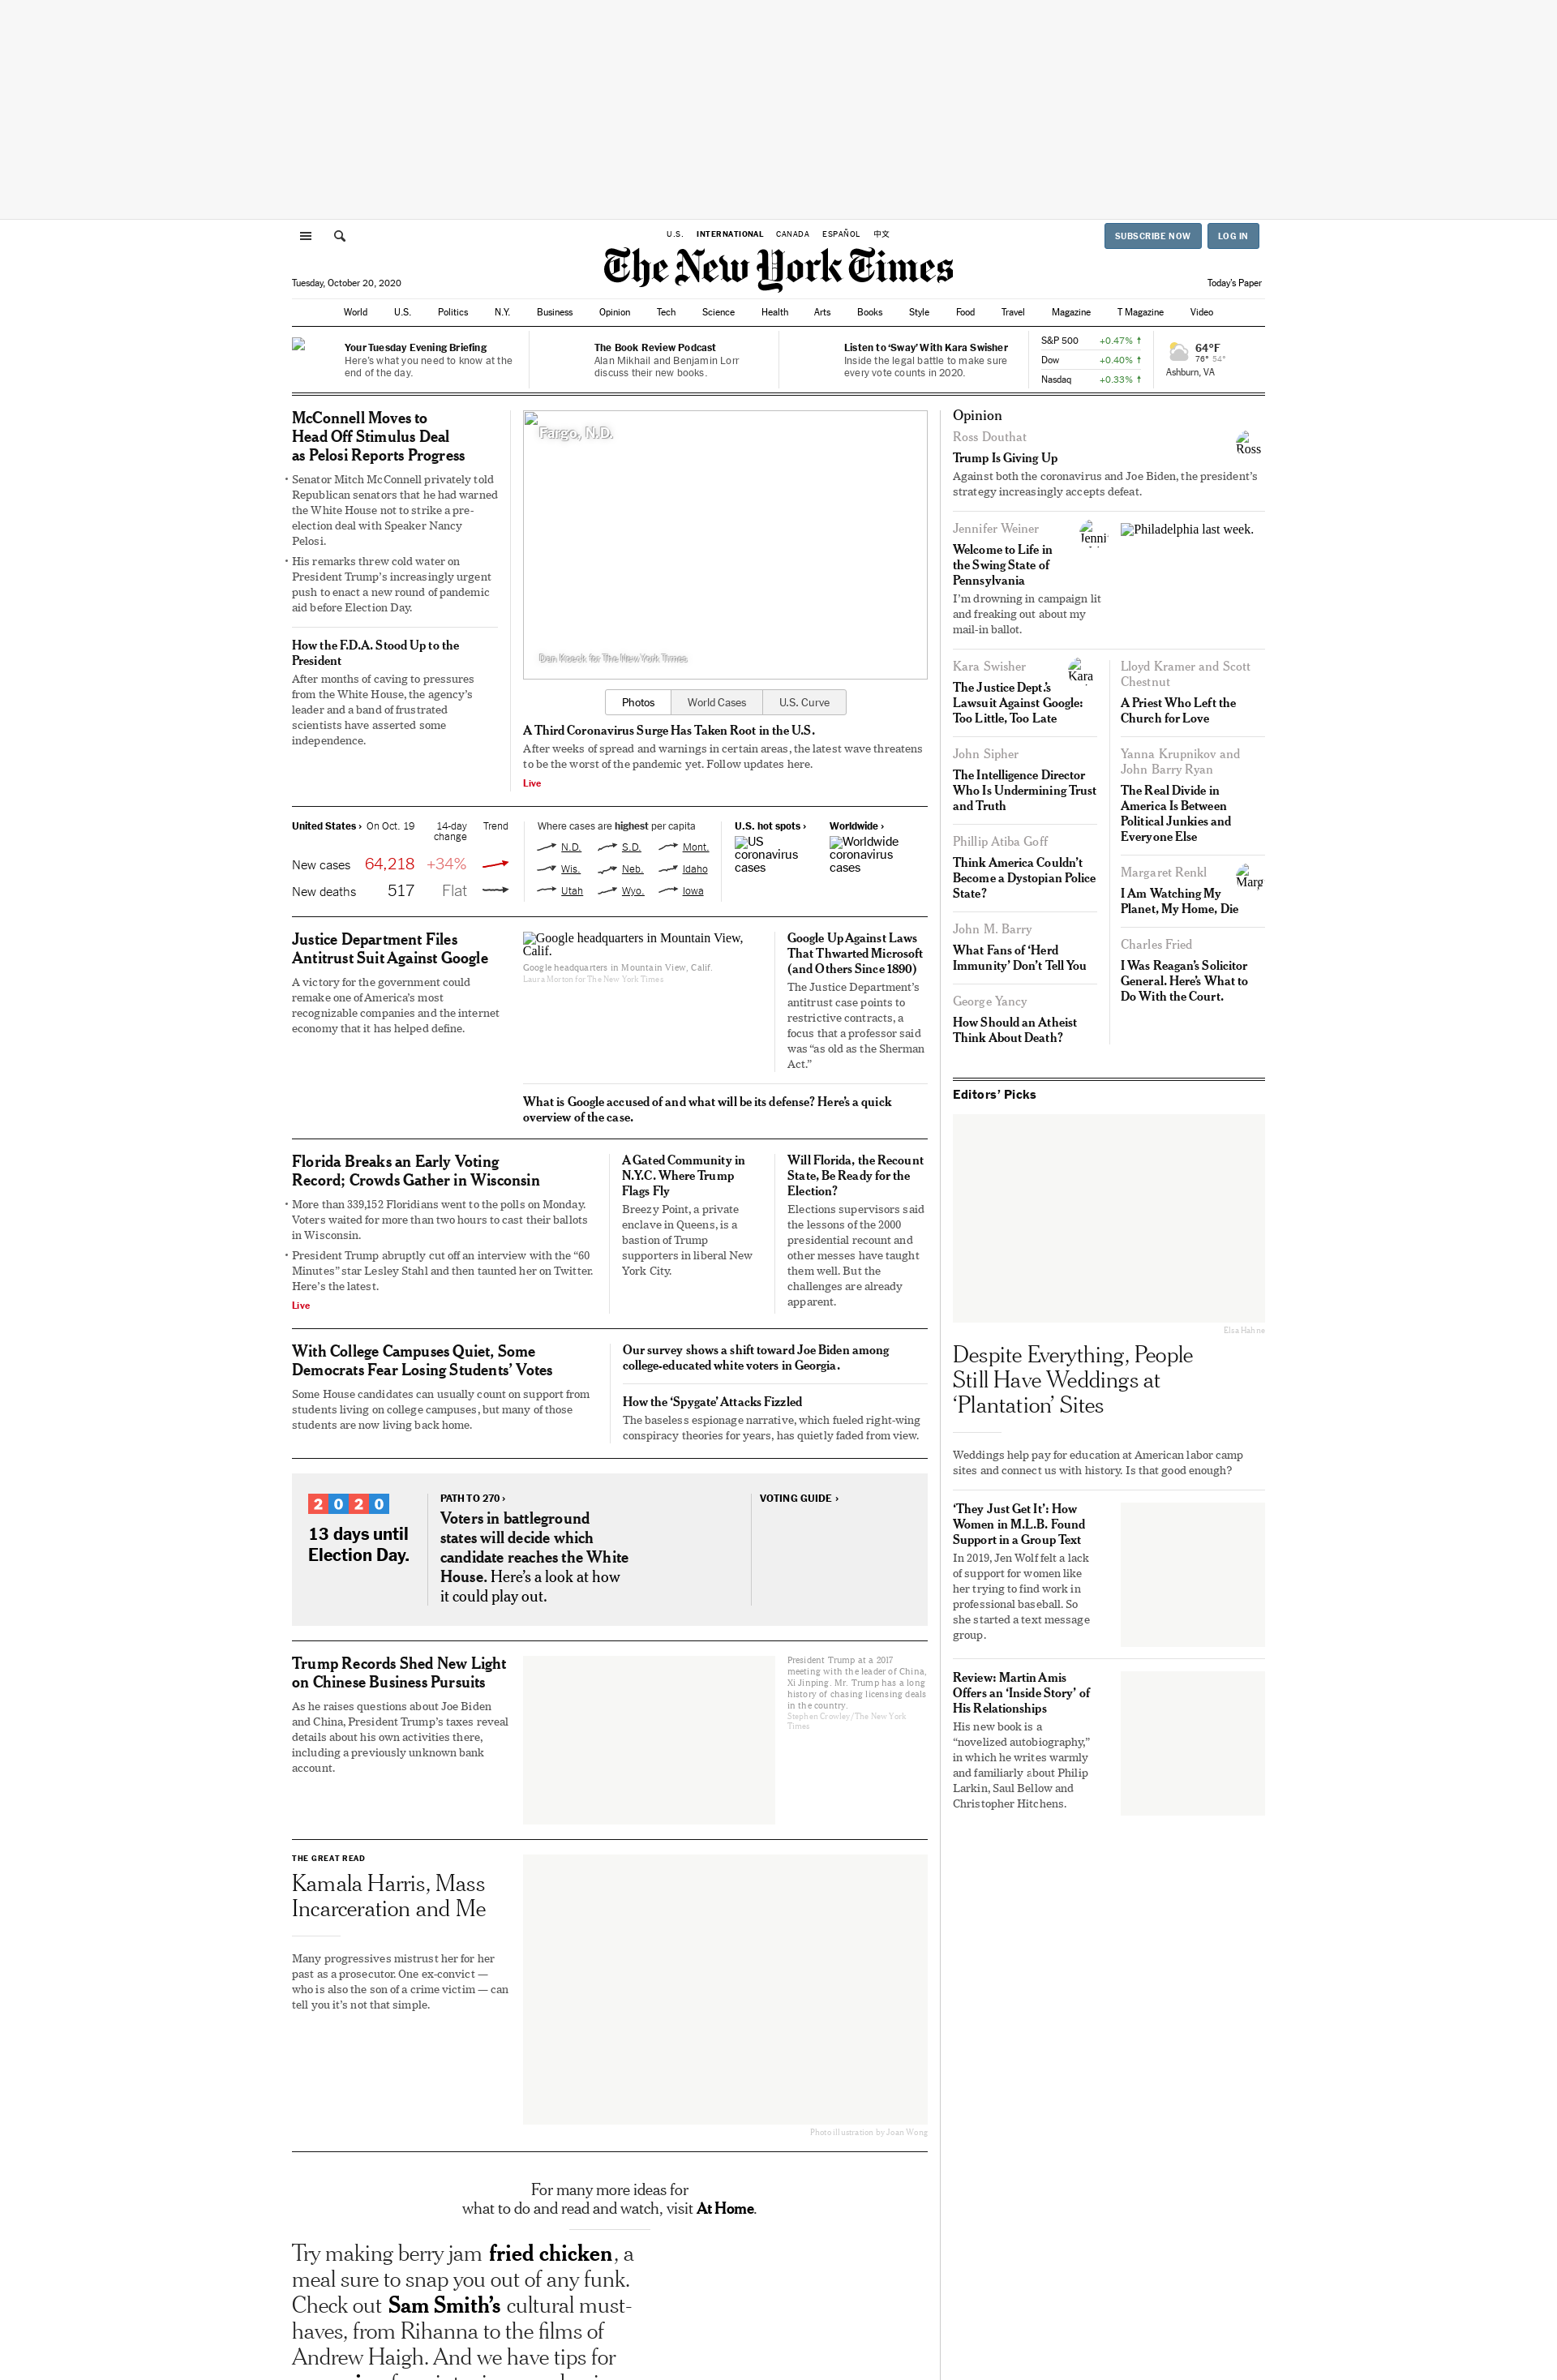 U.S.
INTERNATIONAL
CANADA
ESPAÑOL
中文
SUBSCRIBE NOW
LOG IN
The New York Times
Tuesday, October 20, 2020
Today's Paper
World
U.S.
Politics
N.Y.
Business
Opinion
Tech
Science
Health
Arts
Books
Style
Food
Travel
Magazine
T Magazine
Video
Your Tuesday Evening Briefing
Here's what you need to know at the
end of the day.
The Book Review Podcast
Alan Mikhail and Benjamin Lorr
discuss their new books.
Listen to 'Sway' With Kara Swisher
Inside the legal battle to make sure
every vote counts in 2020.
S&P 500 +0.47%
Dow +0.40%
Nasdaq +0.33%
64°F
76° 54°
Ashburn, VA
McConnell Moves to
Head Off Stimulus Deal
as Pelosi Reports Progress
• Senator Mitch McConnell privately told
Republican senators that he had warned
the White House not to strike a pre-
election deal with Speaker Nancy
Pelosi.
• His remarks threw cold water on
President Trump's increasingly urgent
push to enact a new round of pandemic
aid before Election Day.
How the F.D.A. Stood Up to the
President
After months of caving to pressures
from the White House, the agency's
leader and a band of frustrated
scientists have asserted some
independence.
Fargo, N.D.
Dan Koeck for The New York Times
Photos
World Cases
U.S. Curve
A Third Coronavirus Surge Has Taken Root in the U.S.
After weeks of spread and warnings in certain areas, the latest wave threatens
to be the worst of the pandemic yet. Follow updates here.
Live
United States › On Oct. 19 14-day
change Trend
New cases 64,218 +34%
New deaths 517 Flat
Where cases are highest per capita
N.D. S.D. Mont.
Wis. Neb. Idaho
Utah Wyo. Iowa
U.S. hot spots ›
US
coronavirus
cases
Worldwide ›
Worldwide
coronavirus
cases
Justice Department Files
Antitrust Suit Against Google
A victory for the government could
remake one of America's most
recognizable companies and the internet
economy that it has helped define.
Google headquarters in Mountain View,
Calif.
Google headquarters in Mountain View, Calif.
Laura Morton for The New York Times
Google Up Against Laws
That Thwarted Microsoft
(and Others Since 1890)
The Justice Department's
antitrust case points to
restrictive contracts, a
focus that a professor said
was "as old as the Sherman
Act."
What is Google accused of and what will be its defense? Here's a quick
overview of the case.
Florida Breaks an Early Voting
Record; Crowds Gather in Wisconsin
• More than 339,152 Floridians went to the polls on Monday.
Voters waited for more than two hours to cast their ballots
in Wisconsin.
• President Trump abruptly cut off an interview with the "60
Minutes" star Lesley Stahl and then taunted her on Twitter.
Here's the latest.
Live
A Gated Community in
N.Y.C. Where Trump
Flags Fly
Breezy Point, a private
enclave in Queens, is a
bastion of Trump
supporters in liberal New
York City.
Will Florida, the Recount
State, Be Ready for the
Election?
Elections supervisors said
the lessons of the 2000
presidential recount and
other messes have taught
them well. But the
challenges are already
apparent.
With College Campuses Quiet, Some
Democrats Fear Losing Students' Votes
Some House candidates can usually count on support from
students living on college campuses, but many of those
students are now living back home.
Our survey shows a shift toward Joe Biden among
college-educated white voters in Georgia.
How the 'Spygate' Attacks Fizzled
The baseless espionage narrative, which fueled right-wing
conspiracy theories for years, has quietly faded from view.
2020
13 days until
Election Day.
PATH TO 270 ›
Voters in battleground
states will decide which
candidate reaches the White
House. Here's a look at how
it could play out.
VOTING GUIDE ›
Trump Records Shed New Light
on Chinese Business Pursuits
As he raises questions about Joe Biden
and China, President Trump's taxes reveal
details about his own activities there,
including a previously unknown bank
account.
President Trump at a 2017
meeting with the leader of China,
Xi Jinping. Mr. Trump has a long
history of chasing licensing deals
in the country.
Stephen Crowley/The New York
Times
THE GREAT READ
Kamala Harris, Mass
Incarceration and Me
Many progressives mistrust her for her
past as a prosecutor. One ex-convict —
who is also the son of a crime victim — can
tell you it's not that simple.
Photo illustration by Joan Wong
For many more ideas for
what to do and read and watch, visit At Home.
Try making berry jam fried chicken, a
meal sure to snap you out of any funk.
Check out Sam Smith's cultural must-
haves, from Rihanna to the films of
Andrew Haigh. And we have tips for
Opinion
Ross Douthat
Ross
Trump Is Giving Up
Against both the coronavirus and Joe Biden, the president's
strategy increasingly accepts defeat.
Jennifer Weiner
Welcome to Life in
the Swing State of
Pennsylvania
I'm drowning in campaign lit
and freaking out about my
mail-in ballot.
Philadelphia last week.
Kara Swisher
Kara
The Justice Dept.'s
Lawsuit Against Google:
Too Little, Too Late
John Sipher
The Intelligence Director
Who Is Undermining Trust
and Truth
Phillip Atiba Goff
Think America Couldn't
Become a Dystopian Police
State?
John M. Barry
What Fans of 'Herd
Immunity' Don't Tell You
George Yancy
How Should an Atheist
Think About Death?
Lloyd Kramer and Scott
Chestnut
A Priest Who Left the
Church for Love
Yanna Krupnikov and
John Barry Ryan
The Real Divide in
America Is Between
Political Junkies and
Everyone Else
Margaret Renkl
I Am Watching My
Planet, My Home, Die
Charles Fried
I Was Reagan's Solicitor
General. Here's What to
Do With the Court.
Editors' Picks
Elsa Hahne
Despite Everything, People
Still Have Weddings at
'Plantation' Sites
Weddings help pay for education at American labor camp
sites and connect us with history. Is that good enough?
'They Just Get It': How
Women in M.L.B. Found
Support in a Group Text
In 2019, Jen Wolf felt a lack
of support for women like
her trying to find work in
professional baseball. So
she started a text message
group.
Review: Martin Amis
Offers an 'Inside Story' of
His Relationships
His new book is a
"novelized autobiography,"
in which he writes warmly
and familiarly about Philip
Larkin, Saul Bellow and
Christopher Hitchens.